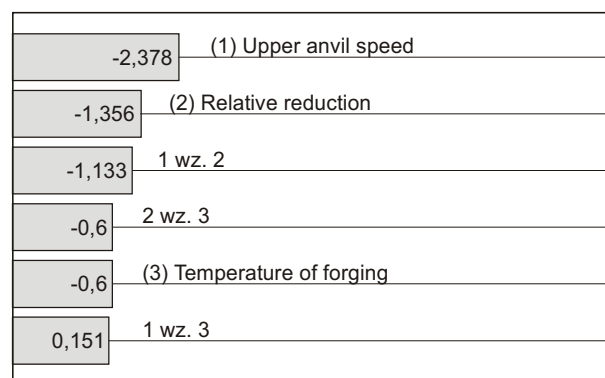 -2,378 (1) Upper anvil speed
-1,356 (2) Relative reduction
-1,133 1 wz. 2
-0,6 2 wz. 3
-0,6 (3) Temperature of forging
0,151 1 wz. 3